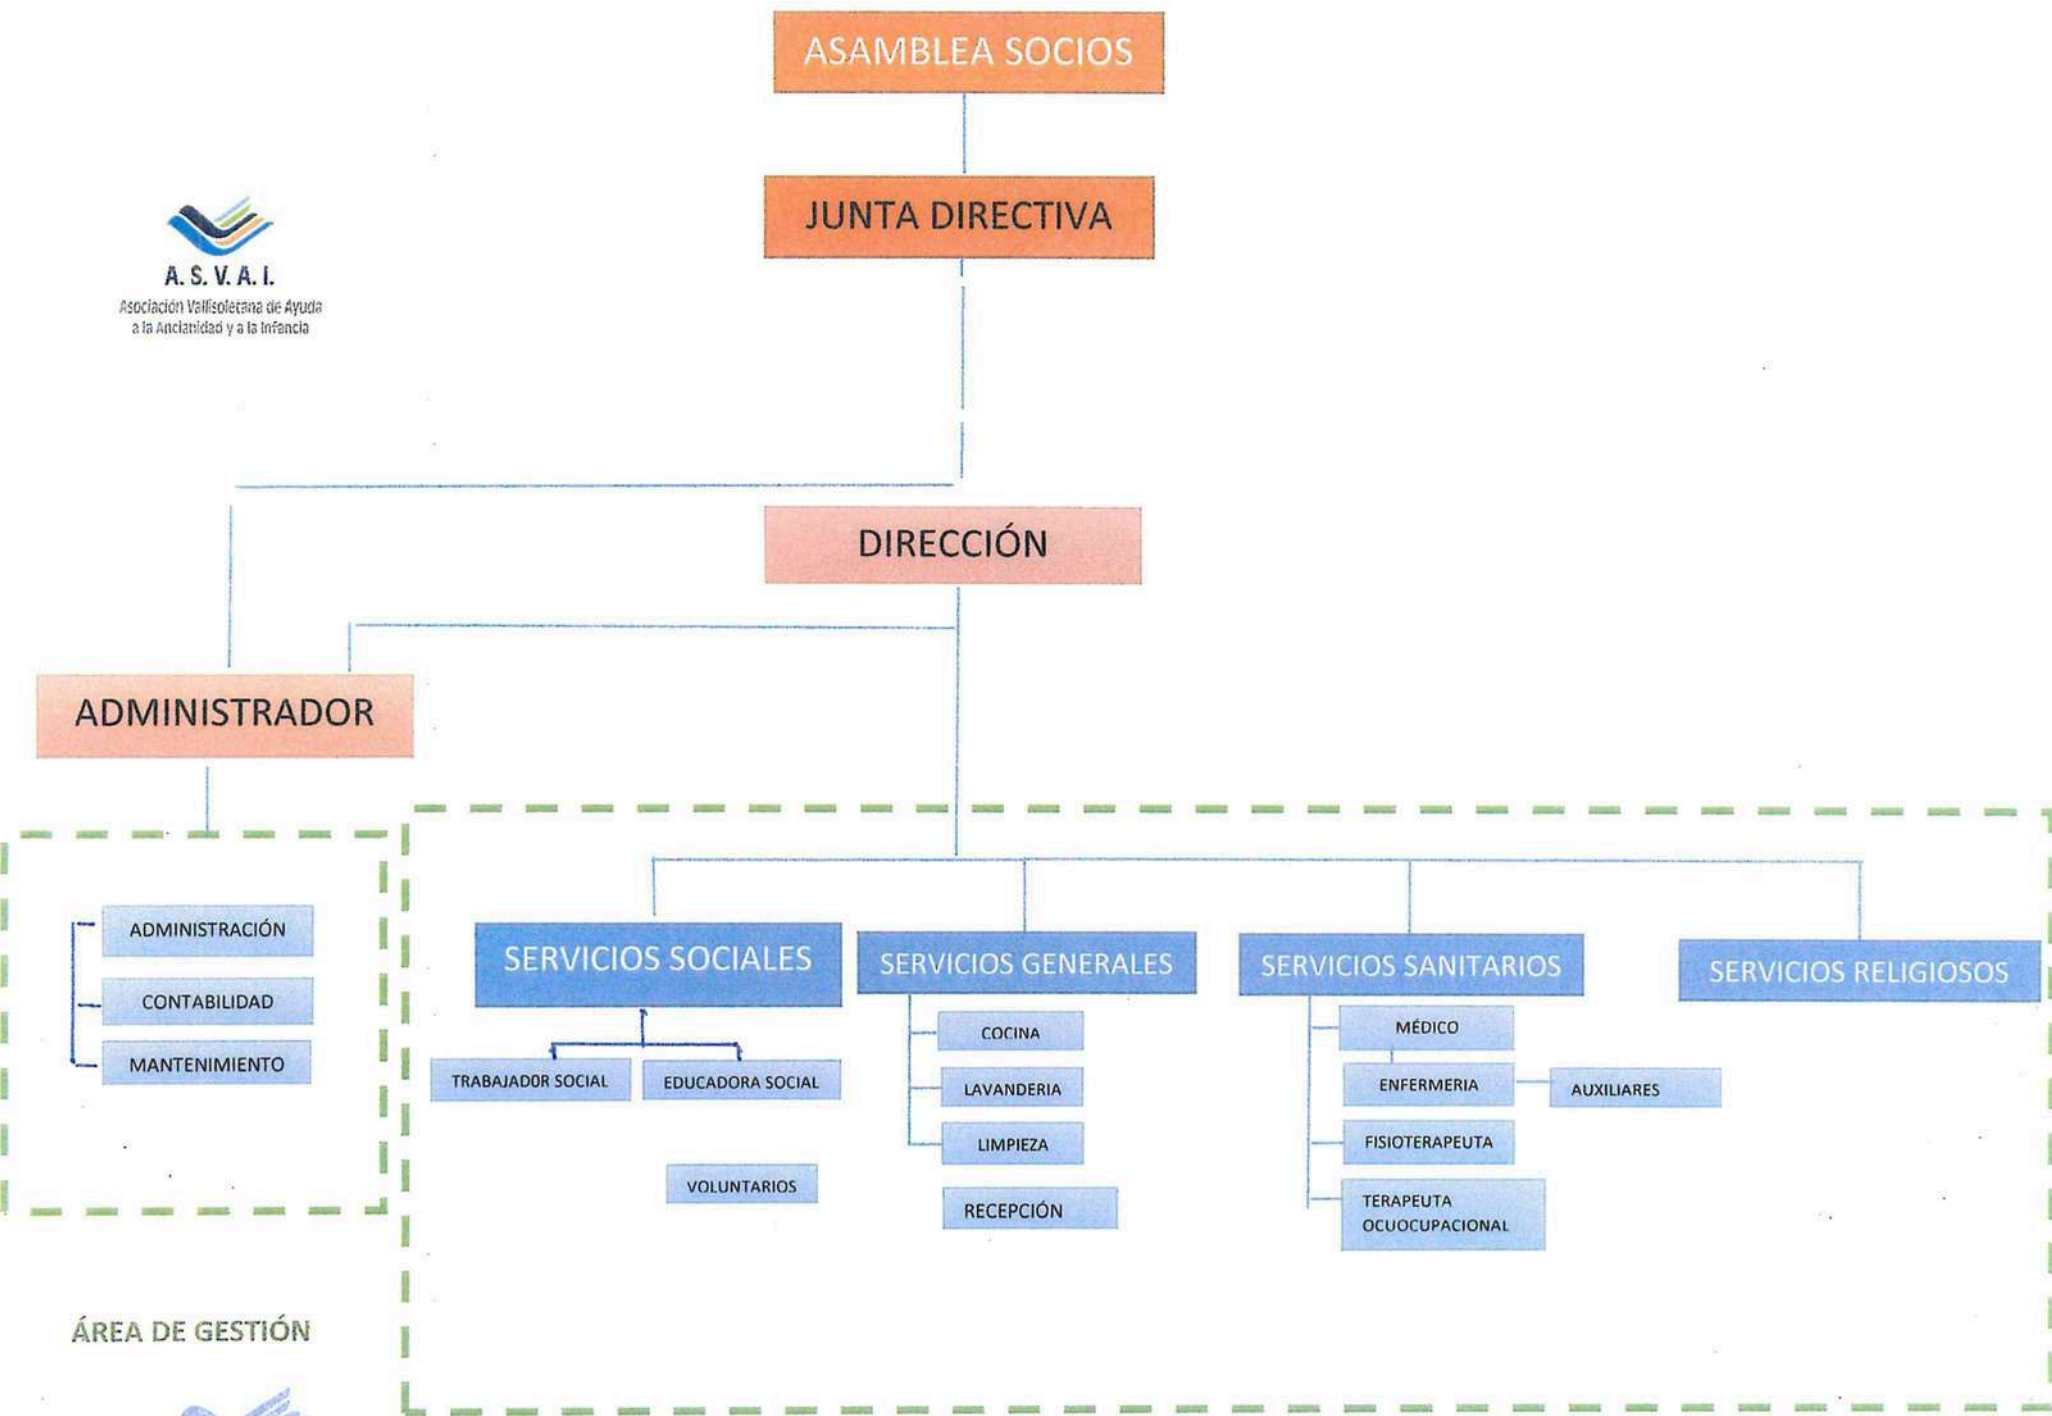 ASAMBLEA SOCIOS
JUNTA DIRECTIVA
A. S. V. A. I.
Asociación Vallisoletana de Ayuda
a la Ancianidad y a la Infancia
DIRECCIÓN
ADMINISTRADOR
ADMINISTRACIÓN
CONTABILIDAD
MANTENIMIENTO
ÁREA DE GESTIÓN
SERVICIOS SOCIALES
TRABAJADOR SOCIAL
EDUCADORA SOCIAL
VOLUNTARIOS
SERVICIOS GENERALES
COCINA
LAVANDERIA
LIMPIEZA
RECEPCIÓN
SERVICIOS SANITARIOS
MÉDICO
ENFERMERIA
AUXILIARES
FISIOTERAPEUTA
TERAPEUTA
OCUOCUPACIONAL
SERVICIOS RELIGIOSOS